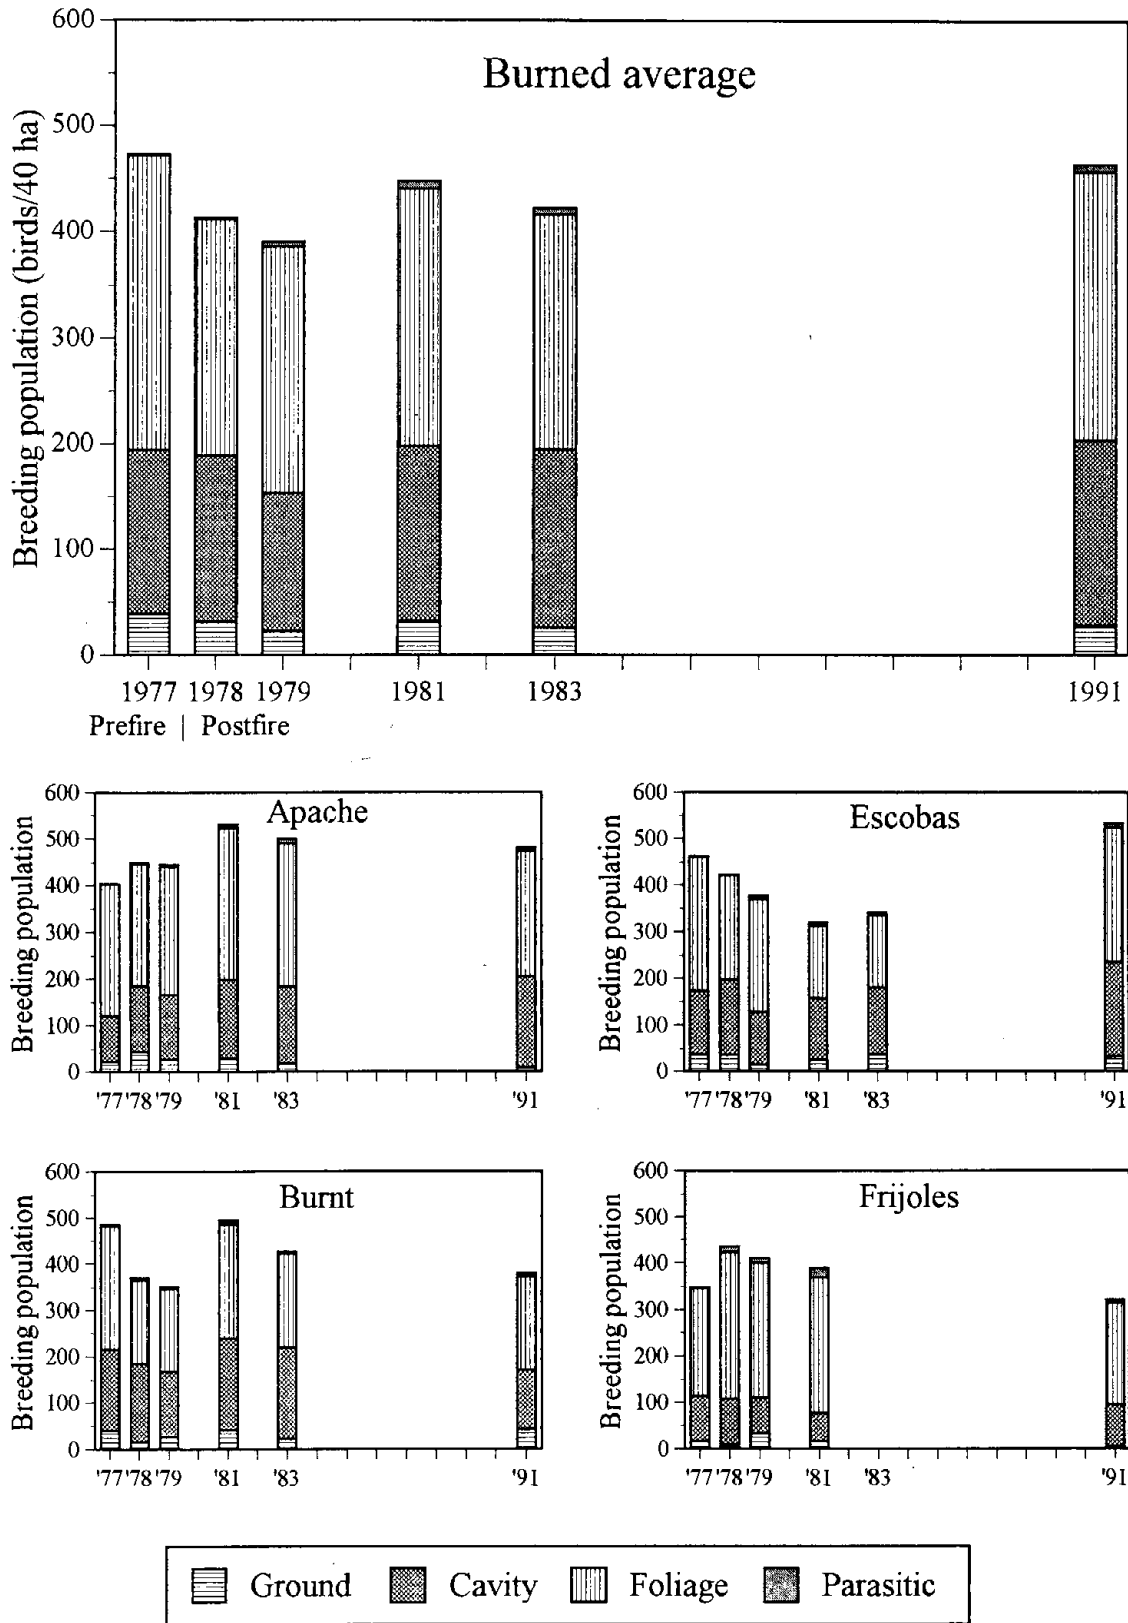 Burned average
Breeding population (birds/40 ha)
600
500
400
300
200
100
0
1977 1978 1979 1981 1983 1991
Prefire | Postfire
Apache
Breeding population
600
500
400
300
200
100
0
'77 '78 '79 '81 '83 '91
Escobas
Breeding population
600
500
400
300
200
100
0
'77 '78 '79 '81 '83 '91
Burnt
Breeding population
600
500
400
300
200
100
0
'77 '78 '79 '81 '83 '91
Frijoles
Breeding population
600
500
400
300
200
100
0
'77 '78 '79 '81 '83 '91
Ground Cavity Foliage Parasitic